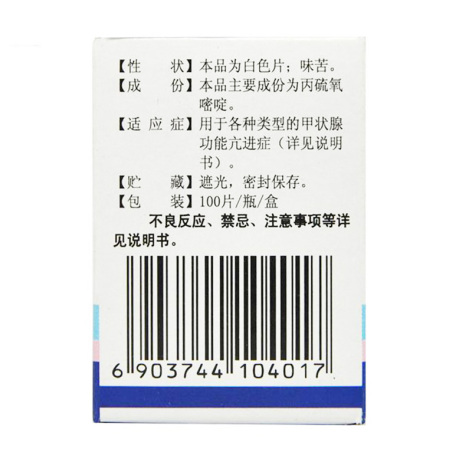 【性 状】本品为白色片；味苦。
【成 份】本品主要成份为丙硫氧
嘧啶。
【适应症】用于各种类型的甲状腺
功能亢进症（详见说明
书）。
【贮 藏】遮光，密封保存。
【包 装】100片/瓶/盒
不良反应、禁忌、注意事项等详
见说明书。
6 903744 104017